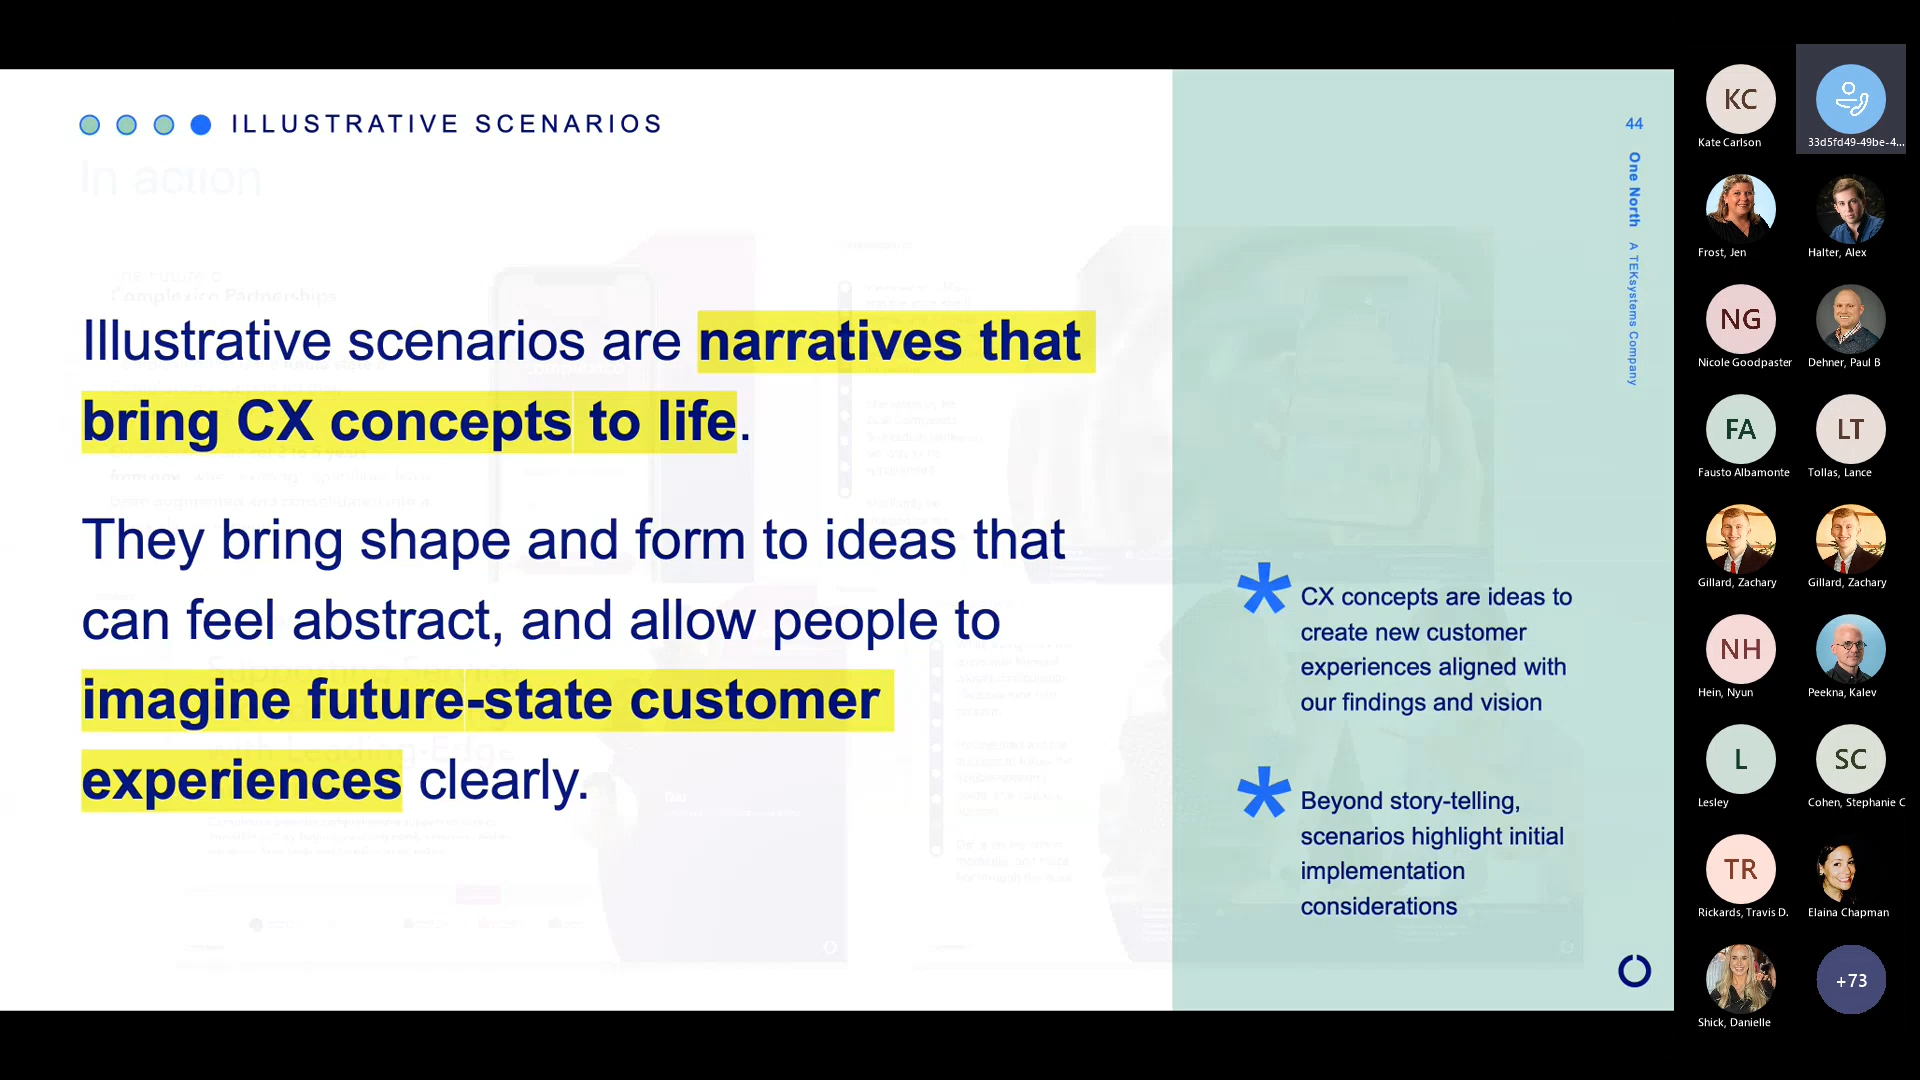 ILLUSTRATIVE SCENARIOS
In action
Illustrative scenarios are narratives that
bring CX concepts to life.
They bring shape and form to ideas that
can feel abstract, and allow people to
imagine future-state customer
experiences clearly.
CX concepts are ideas to
create new customer
experiences aligned with
our findings and vision
Beyond story-telling,
scenarios highlight initial
implementation
considerations
44
One North A TEKsystems Company
KC
Kate Carlson
33d5fd49-49be-4...
Frost, Jen
Halter, Alex
NG
Nicole Goodpaster
Dehner, Paul B
FA
Fausto Albamonte
LT
Tollas, Lance
Gillard, Zachary
Gillard, Zachary
NH
Hein, Nyun
Peekna, Kalev
L
Lesley
SC
Cohen, Stephanie C
TR
Rickards, Travis D.
Elaina Chapman
Shick, Danielle
+73